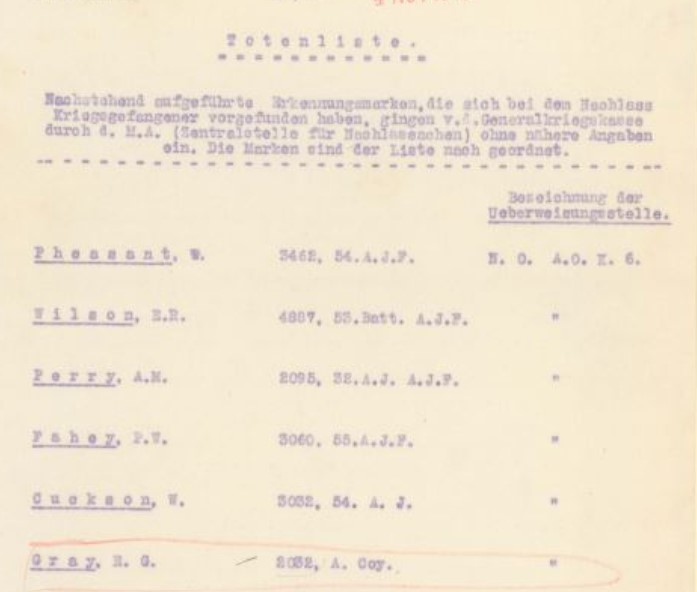 Totenliste.
Nachstehend aufgeführte Erkennungsmarken, die sich bei dem Nachlass
Kriegsgefangener vorgefunden haben, gingen v.d. Generalkriegskasse
durch d. M.A. (Zentralstelle für Nachlassachen) ohne nähere Angaben
ein. Die Marken sind der Liste nach geordnet.
Bezeichnung der
Ueberweisungsstelle.
Pheasant, W. 3462, 54.A.J.F. N. O. A.O. K. 6.
Wilson, E.R. 4887, 53.Batt. A.J.F. "
Perry, A.M. 2095, 32.A.J. A.J.F. "
Fahey, P.W. 3060, 55.A.J.F. "
Cuckson, W. 3032, 54. A. J. "
Gray, R. G. 2032, A. Coy. "